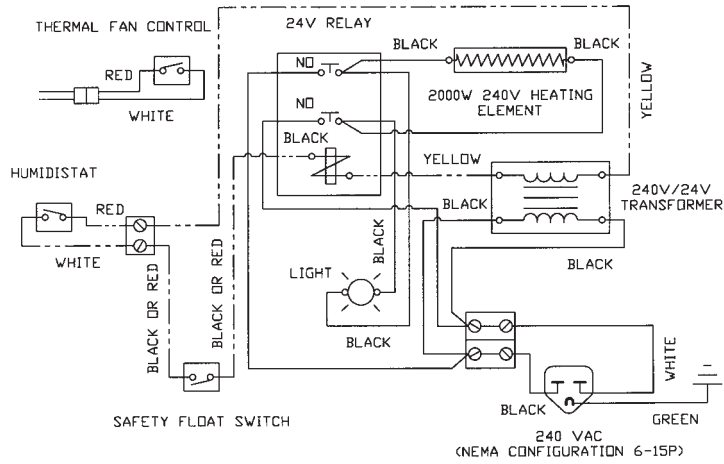 THERMAL FAN CONTROL
24V RELAY
BLACK
BLACK
NO
RED
WHITE
2000W 240V HEATING
ELEMENT
YELLOW
NO
BLACK
HUMIDISTAT
YELLOW
240V/24V
TRANSFORMER
RED
BLACK
WHITE
BLACK OR RED
BLACK OR RED
LIGHT
BLACK
BLACK
BLACK
WHITE
SAFETY FLOAT SWITCH
BLACK
GREEN
240 VAC
(NEMA CONFIGURATION 6-15P)